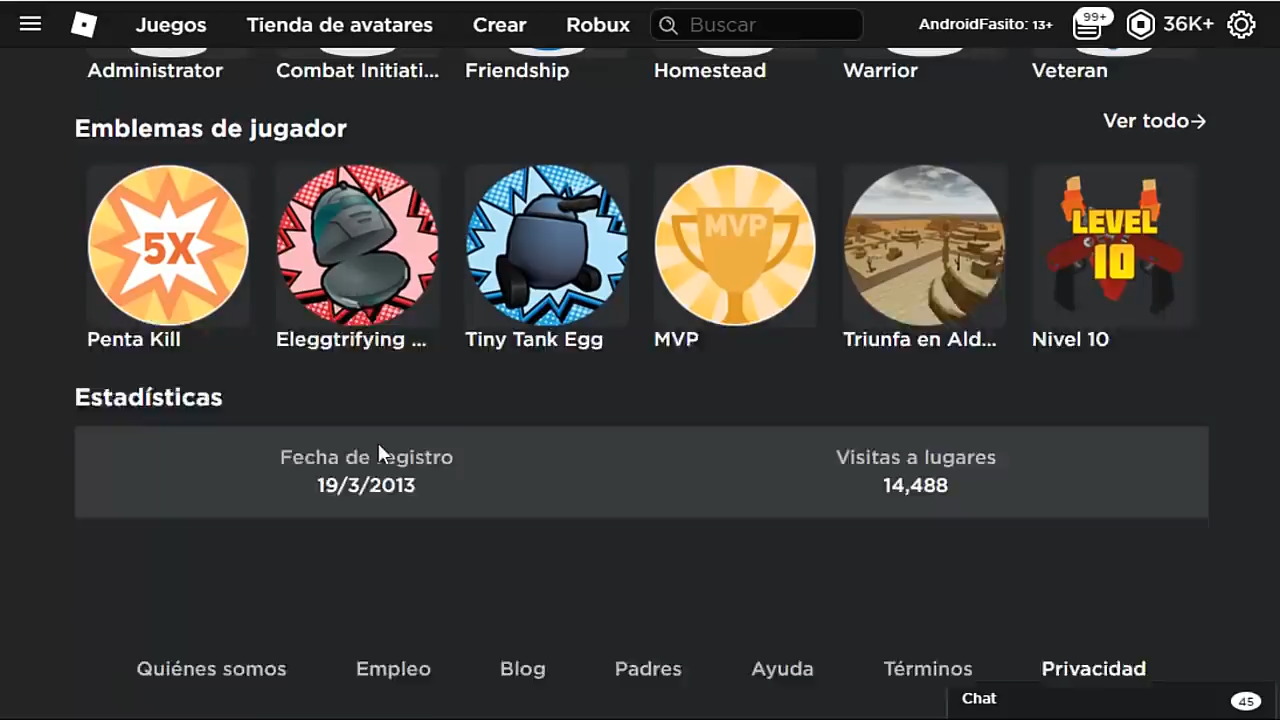 Juegos Tienda de avatares Crear Robux Buscar AndroidFasito: 13+ 99+ 36K+
Administrator Combat Initiati... Friendship Homestead Warrior Veteran
Emblemas de jugador Ver todo→
5X MVP LEVEL 10
Penta Kill Eleggtrifying ... Tiny Tank Egg MVP Triunfa en Ald... Nivel 10
Estadísticas
Fecha de registro Visitas a lugares
19/3/2013 14,488
Quiénes somos Empleo Blog Padres Ayuda Términos Privacidad
Chat 45